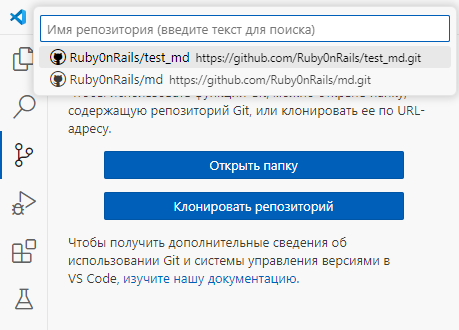 Имя репозитория (введите текст для поиска)
Ruby0nRails/test_md https://github.com/Ruby0nRails/test_md.git
Ruby0nRails/md https://github.com/Ruby0nRails/md.git
содержащую репозиторий Git, или клонировать ее по URL-
адресу.
Открыть папку
Клонировать репозиторий
Чтобы получить дополнительные сведения об
использовании Git и системы управления версиями в
VS Code, изучите нашу документацию.